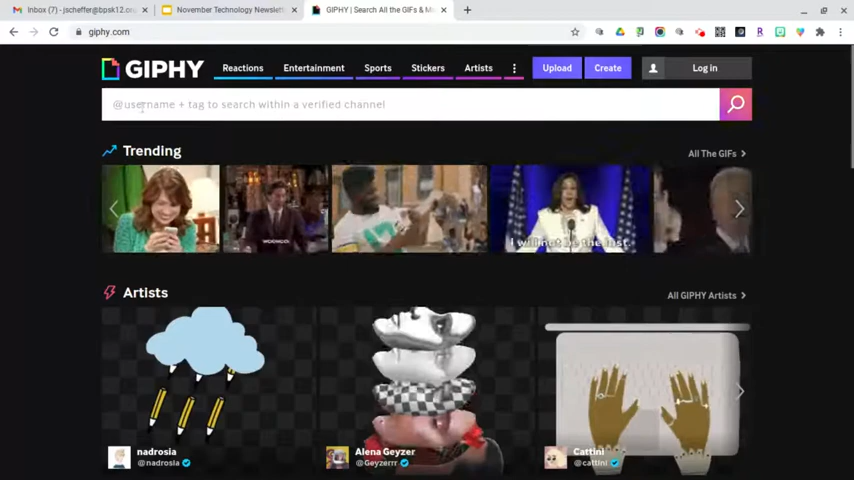 Inbox (7) - jscheffer@bpsk12.or
November Technology Newslett
GIPHY | Search All the GIFs & M
giphy.com
GIPHY
Reactions
Entertainment
Sports
Stickers
Artists
Upload
Create
Log in
@username + tag to search within a verified channel
Trending
All The GIFs
I will not be the first.
Artists
All GIPHY Artists
nadrosia
@nadrosia
Alena Geyzer
@Geyzerrr
Cattini
@cattini